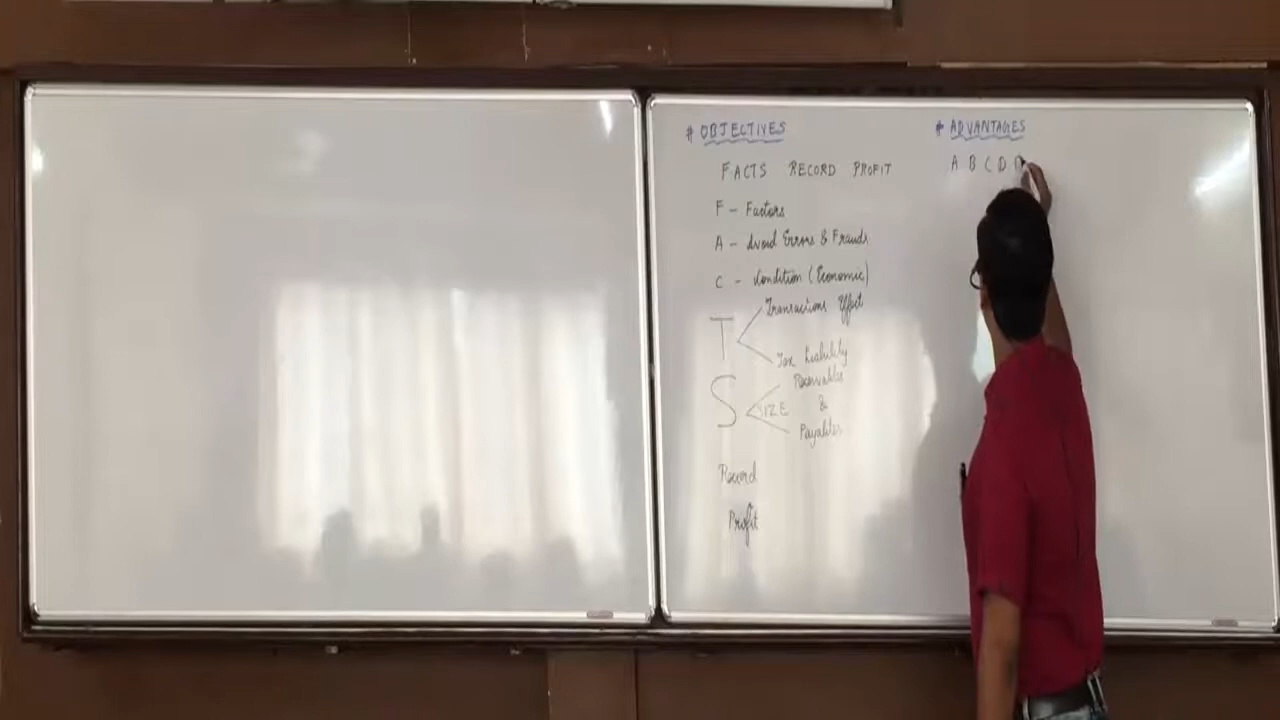 # OBJECTIVES
FACTS RECORD PROFIT
F - Factors
A - Avoid Errors & Frauds
C - Condition (Economic)
T
Transactions Effect
Tax Liability
S
SIZE
Receivables
&
Payables
Record
Profit
# ADVANTAGES
A B C D